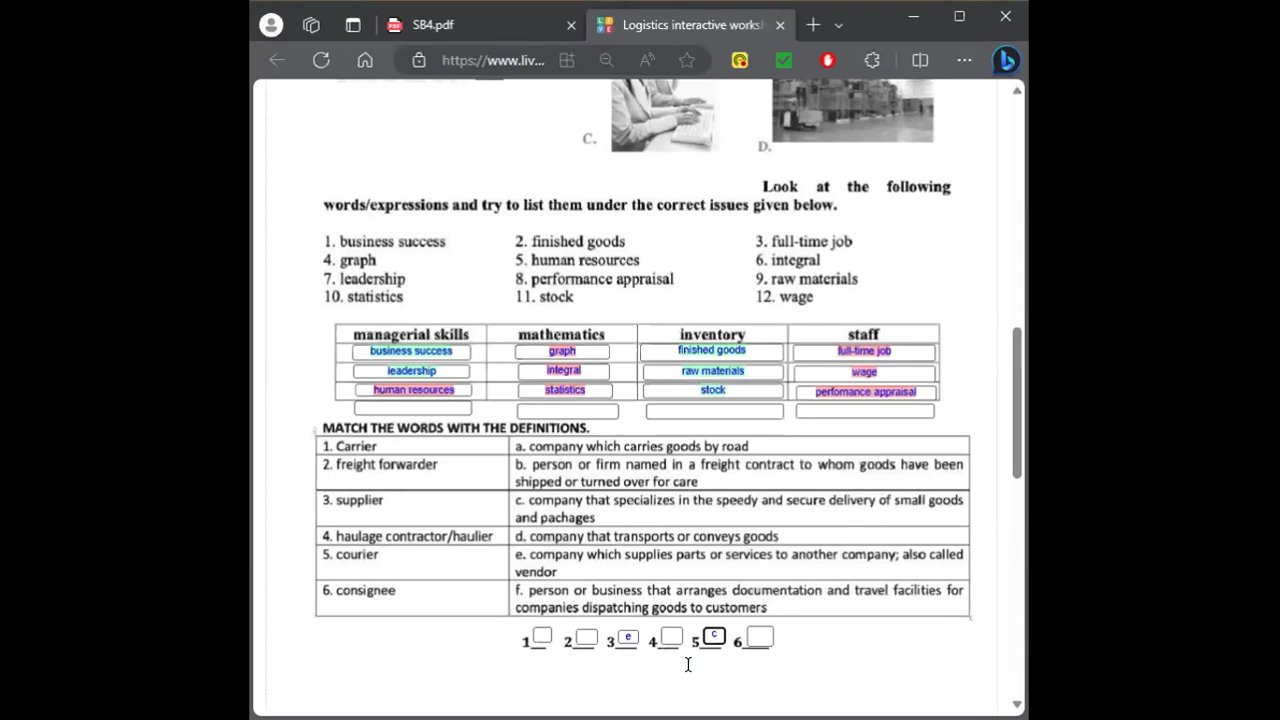 SB4.pdf
Logistics interactive worksh
https://www.liv...
C.
D.
Look at the following
words/expressions and try to list them under the correct issues given below.
1. business success 2. finished goods 3. full-time job
4. graph 5. human resources 6. integral
7. leadership 8. performance appraisal 9. raw materials
10. statistics 11. stock 12. wage
managerial skills mathematics inventory staff
business success graph finished goods full-time job
leadership integral raw materials wage
human resources statistics stock perfomance appraisal
MATCH THE WORDS WITH THE DEFINITIONS.
1. Carrier a. company which carries goods by road
2. freight forwarder b. person or firm named in a freight contract to whom goods have been
shipped or turned over for care
3. supplier c. company that specializes in the speedy and secure delivery of small goods
and pachages
4. haulage contractor/haulier d. company that transports or conveys goods
5. courier e. company which supplies parts or services to another company; also called
vendor
6. consignee f. person or business that arranges documentation and travel facilities for
companies dispatching goods to customers
1 2 3 e 4 5 c 6